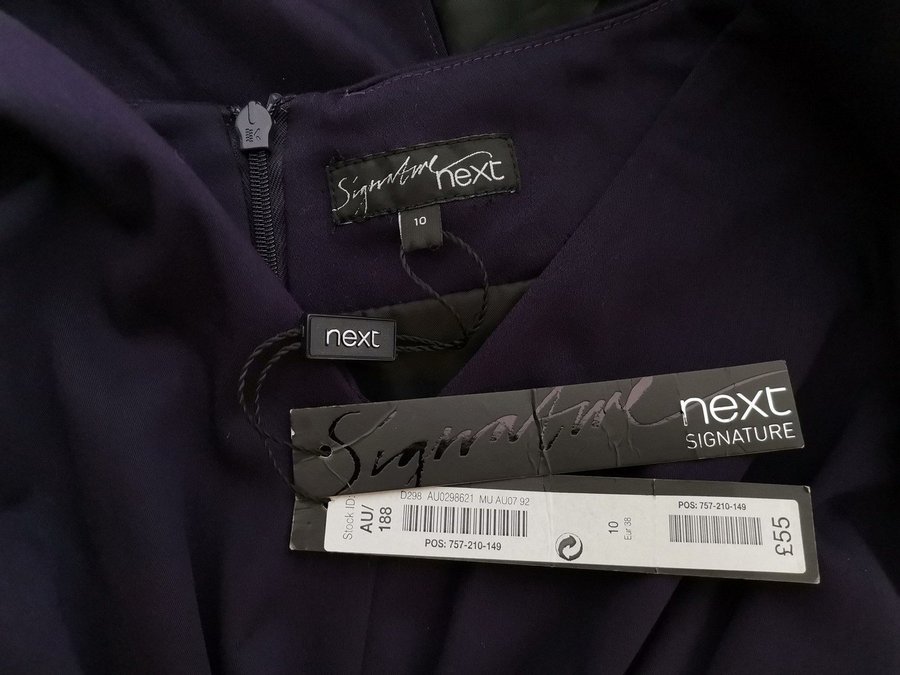 Signature next
10
next
Signature next
SIGNATURE
Stock ID:
AU/
188
D298 AU0298621 MU AU07 92
POS: 757-210-149
10
Eur 38
POS: 757-210-149
£55